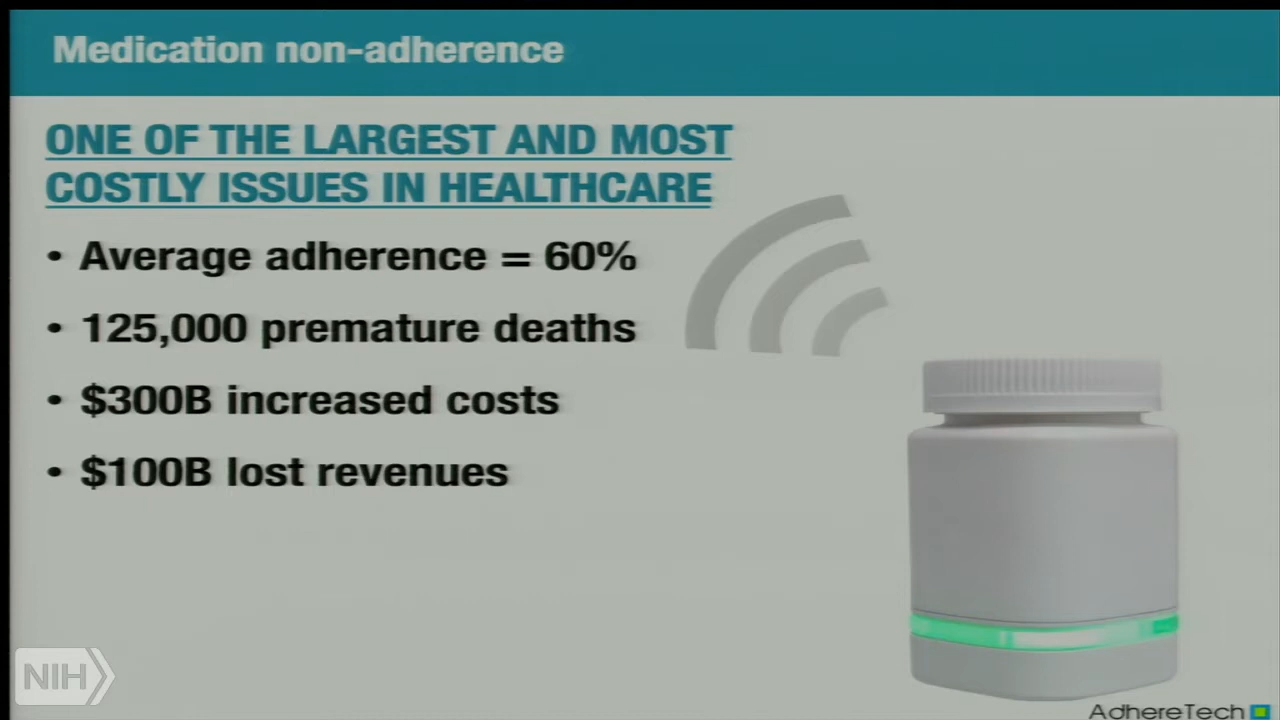 Medication non-adherence
ONE OF THE LARGEST AND MOST
COSTLY ISSUES IN HEALTHCARE
• Average adherence = 60%
• 125,000 premature deaths
• $300B increased costs
• $100B lost revenues
NIH
AdhereTech